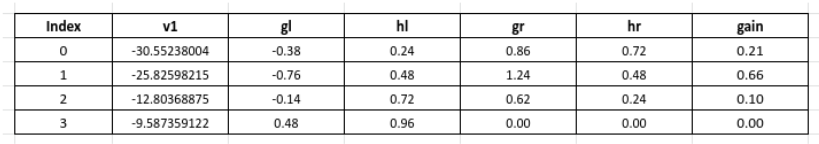 Index v1 gl hl gr hr gain
0 -30.55238004 -0.38 0.24 0.86 0.72 0.21
1 -25.82598215 -0.76 0.48 1.24 0.48 0.66
2 -12.80368875 -0.14 0.72 0.62 0.24 0.10
3 -9.587359122 0.48 0.96 0.00 0.00 0.00